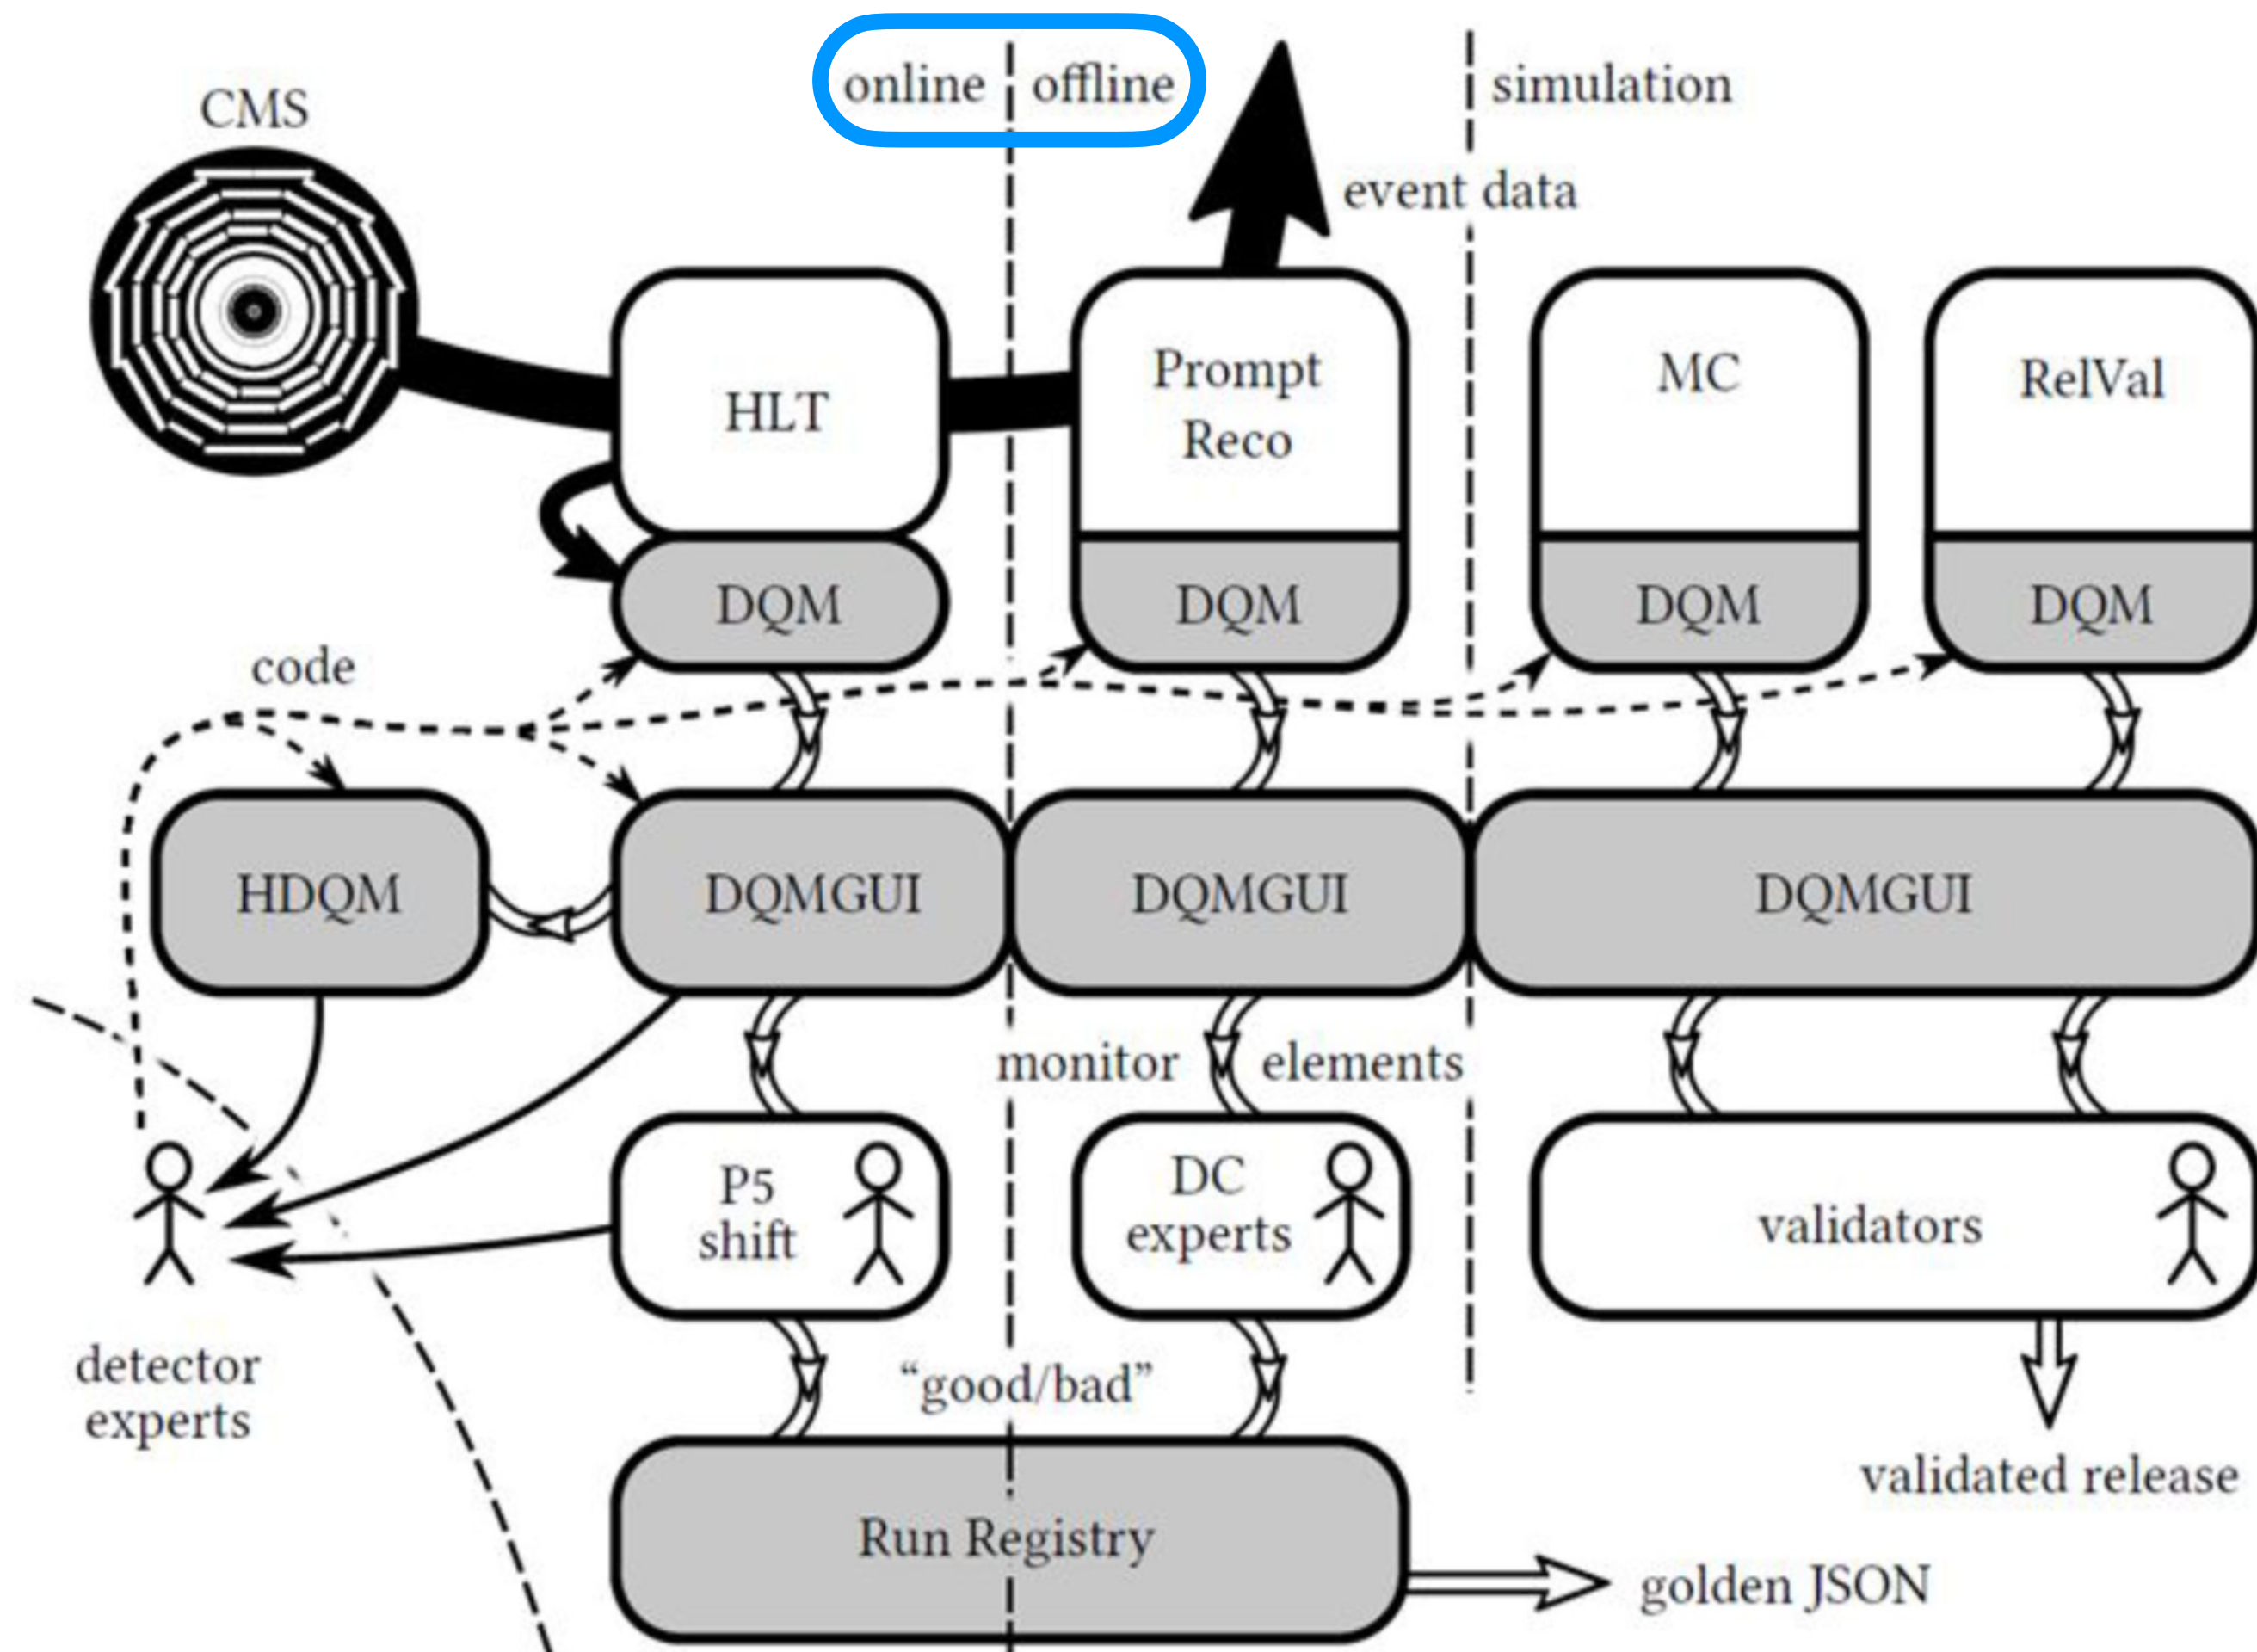 online offline simulation
CMS
event data
HLT
Prompt
Reco
MC
RelVal
DQM DQM DQM DQM
code
HDQM DQMGUI DQMGUI DQMGUI
monitor elements
P5
shift
DC
experts
validators
detector
experts
“good/bad”
validated release
Run Registry
golden JSON